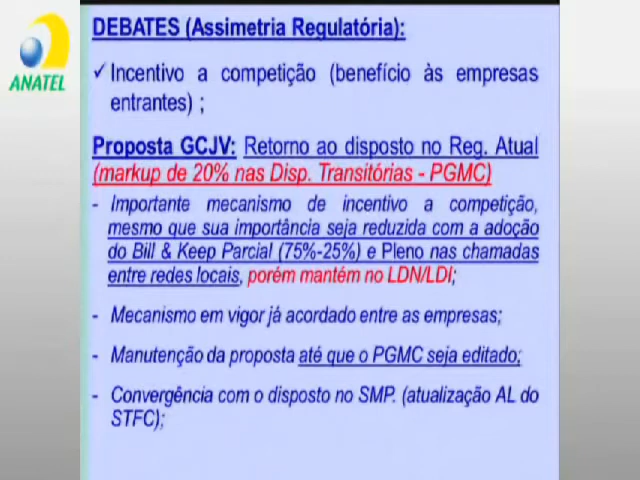 ANATEL
DEBATES (Assimetria Regulatória):
✓ Incentivo a competição (benefício às empresas
entrantes) ;
Proposta GCJV: Retorno ao disposto no Reg. Atual
(markup de 20% nas Disp. Transitórias - PGMC)
- Importante mecanismo de incentivo a competição,
mesmo que sua importância seja reduzida com a adoção
do Bill & Keep Parcial (75%-25%) e Pleno nas chamadas
entre redes locais, porém mantém no LDN/LDI;
- Mecanismo em vigor já acordado entre as empresas;
- Manutenção da proposta até que o PGMC seja editado;
- Convergência com o disposto no SMP. (atualização AL do
STFC);